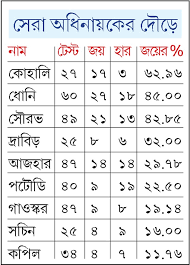 সেরা অধিনায়কের দৌড়ে
নাম টেস্ট জয় হার জয়ের %
কোহালি ২৭ ১৭ ৩ ৬২.৯৬
ধোনি ৬০ ২৭ ১৮ ৪৫.০০
সৌরভ ৪৯ ২১ ১৩ ৪২.৮৫
দ্রাবিড় ২৫ ৮ ৬ ৩২.০০
আজহার ৪৭ ১৪ ১৪ ২৯.৭৮
পটৌডি ৪০ ৯ ১৯ ২২.৫০
গাওস্কর ৪৭ ৯ ৮ ১৯.১৪
সচিন ২৫ ৪ ৯ ১৬.০০
কপিল ৩৪ ৪ ৭ ১১.৭৬